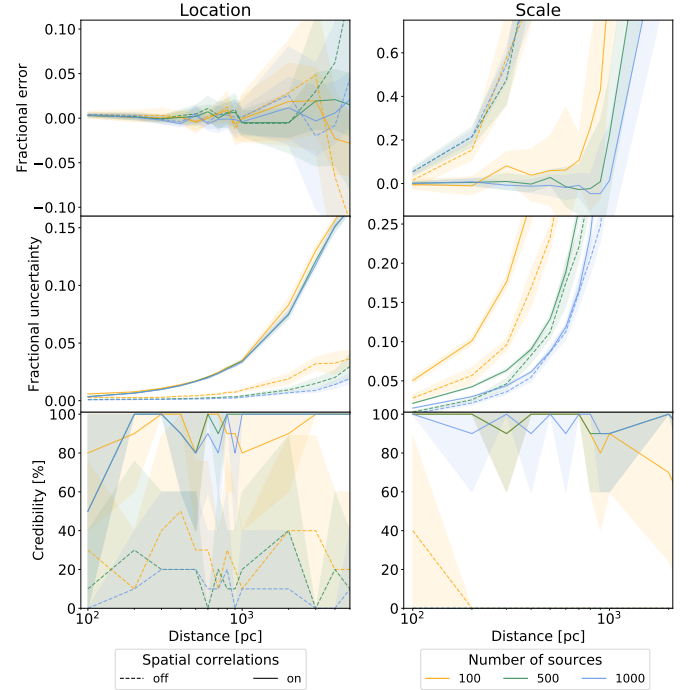 Location
Scale
Fractional error
0.10
0.05
0.00
−0.05
−0.10
0.6
0.4
0.2
0.0
Fractional uncertainty
0.15
0.10
0.05
0.00
0.25
0.20
0.15
0.10
0.05
Credibility [%]
100
80
60
40
20
0
100
80
60
40
20
0
10² 10³
10² 10³
Distance [pc]
Distance [pc]
Spatial correlations
off on
Number of sources
100 500 1000